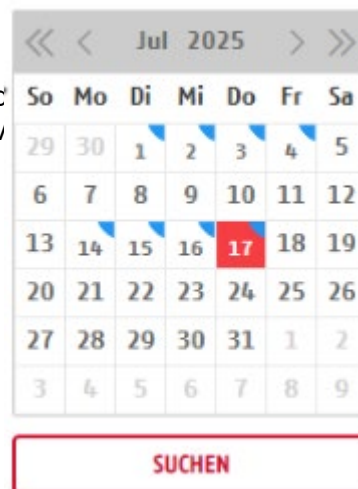 « < Jul 2025 > »
So Mo Di Mi Do Fr Sa
29 30 1 2 3 4 5
6 7 8 9 10 11 12
13 14 15 16 17 18 19
20 21 22 23 24 25 26
27 28 29 30 31 1 2
3 4 5 6 7 8 9
SUCHEN